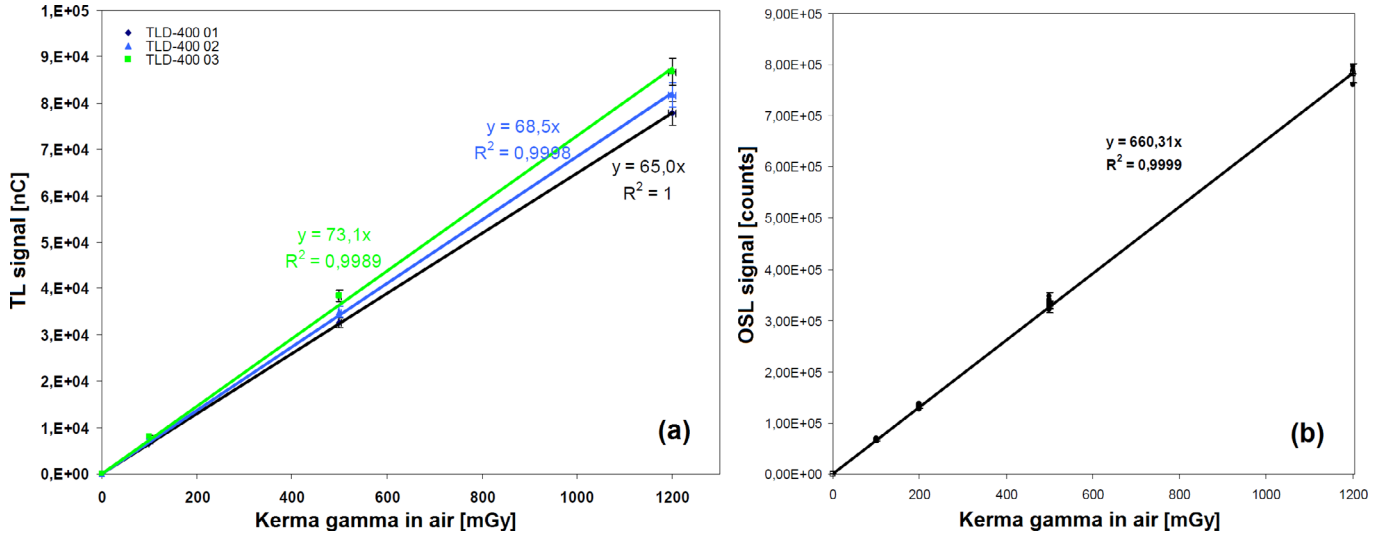 1,E+05
9,E+04
8,E+04
7,E+04
6,E+04
5,E+04
4,E+04
3,E+04
2,E+04
1,E+04
0,E+00
TL signal [nC]
TLD-400 01
TLD-400 02
TLD-400 03
y = 68,5x
R² = 0,9998
y = 65,0x
R² = 1
y = 73,1x
R² = 0,9989
(a)
0 200 400 600 800 1000 1200
Kerma gamma in air [mGy]
9,00E+05
8,00E+05
7,00E+05
6,00E+05
5,00E+05
4,00E+05
3,00E+05
2,00E+05
1,00E+05
0,00E+00
OSL signal [counts]
y = 660,31x
R² = 0,9999
(b)
0 200 400 600 800 1000 1200
Kerma gamma in air [mGy]